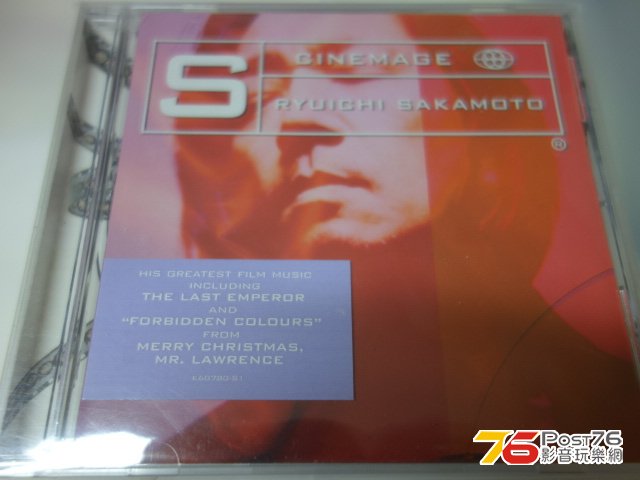 S
CINEMAGE
RYUICHI SAKAMOTO
®
HIS GREATEST FILM MUSIC
INCLUDING
THE LAST EMPEROR
AND
"FORBIDDEN COLOURS"
FROM
MERRY CHRISTMAS,
MR. LAWRENCE
76 Post76
影音玩樂網